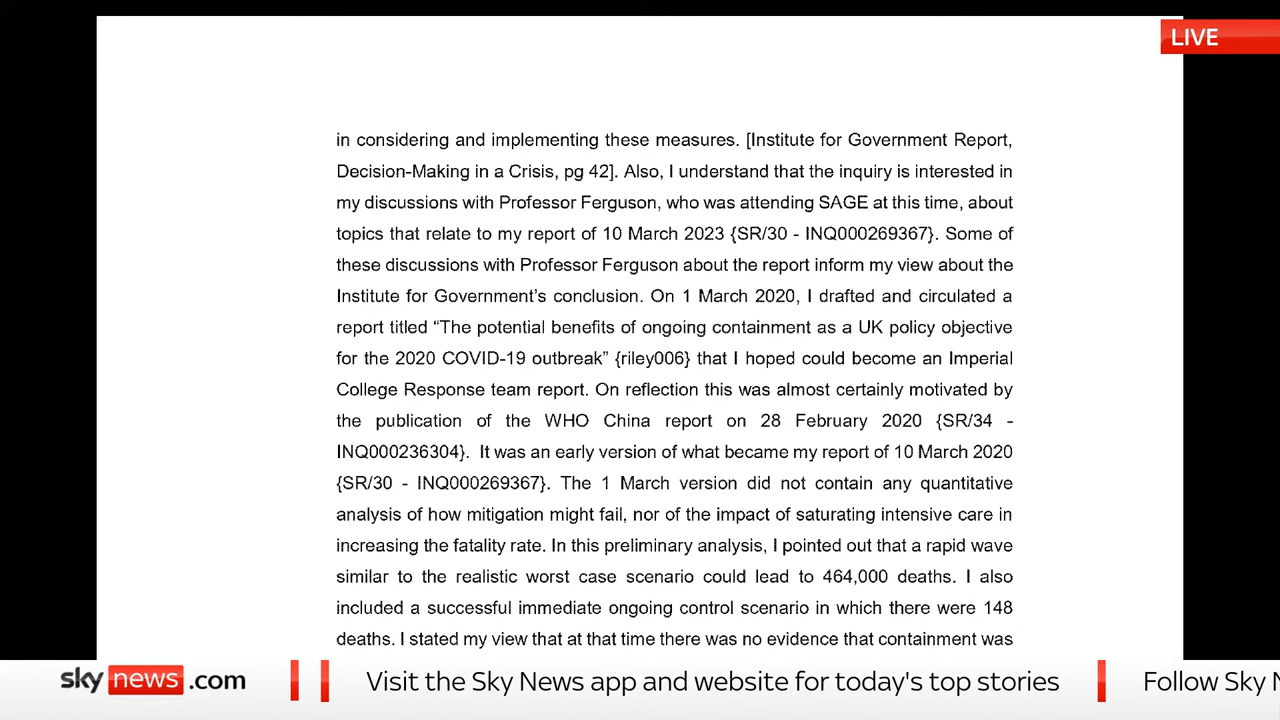 LIVE
in considering and implementing these measures. [Institute for Government Report,
Decision-Making in a Crisis, pg 42]. Also, I understand that the inquiry is interested in
my discussions with Professor Ferguson, who was attending SAGE at this time, about
topics that relate to my report of 10 March 2023 {SR/30 - INQ000269367}. Some of
these discussions with Professor Ferguson about the report inform my view about the
Institute for Government’s conclusion. On 1 March 2020, I drafted and circulated a
report titled “The potential benefits of ongoing containment as a UK policy objective
for the 2020 COVID-19 outbreak” {riley006} that I hoped could become an Imperial
College Response team report. On reflection this was almost certainly motivated by
the publication of the WHO China report on 28 February 2020 {SR/34 -
INQ000236304}. It was an early version of what became my report of 10 March 2020
{SR/30 - INQ000269367}. The 1 March version did not contain any quantitative
analysis of how mitigation might fail, nor of the impact of saturating intensive care in
increasing the fatality rate. In this preliminary analysis, I pointed out that a rapid wave
similar to the realistic worst case scenario could lead to 464,000 deaths. I also
included a successful immediate ongoing control scenario in which there were 148
deaths. I stated my view that at that time there was no evidence that containment was
sky news .com Visit the Sky News app and website for today's top stories Follow Sky